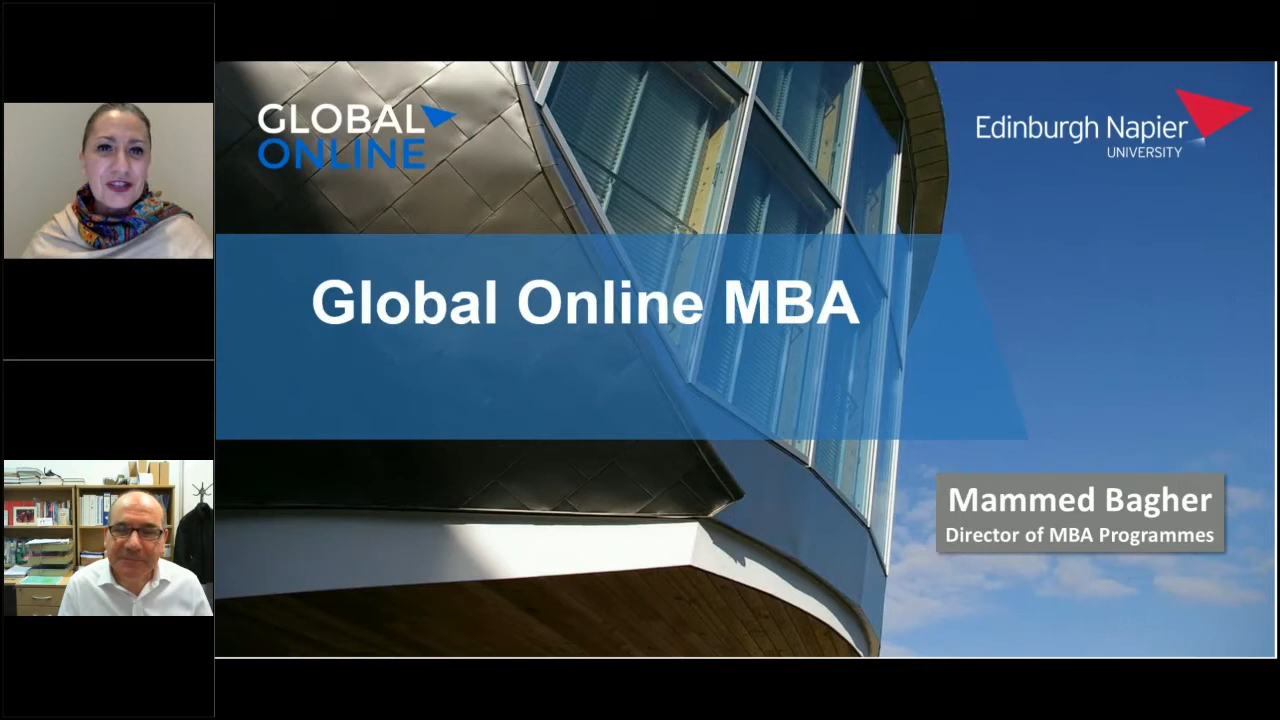 GLOBAL
ONLINE
Edinburgh Napier
UNIVERSITY
Global Online MBA
Mammed Bagher
Director of MBA Programmes